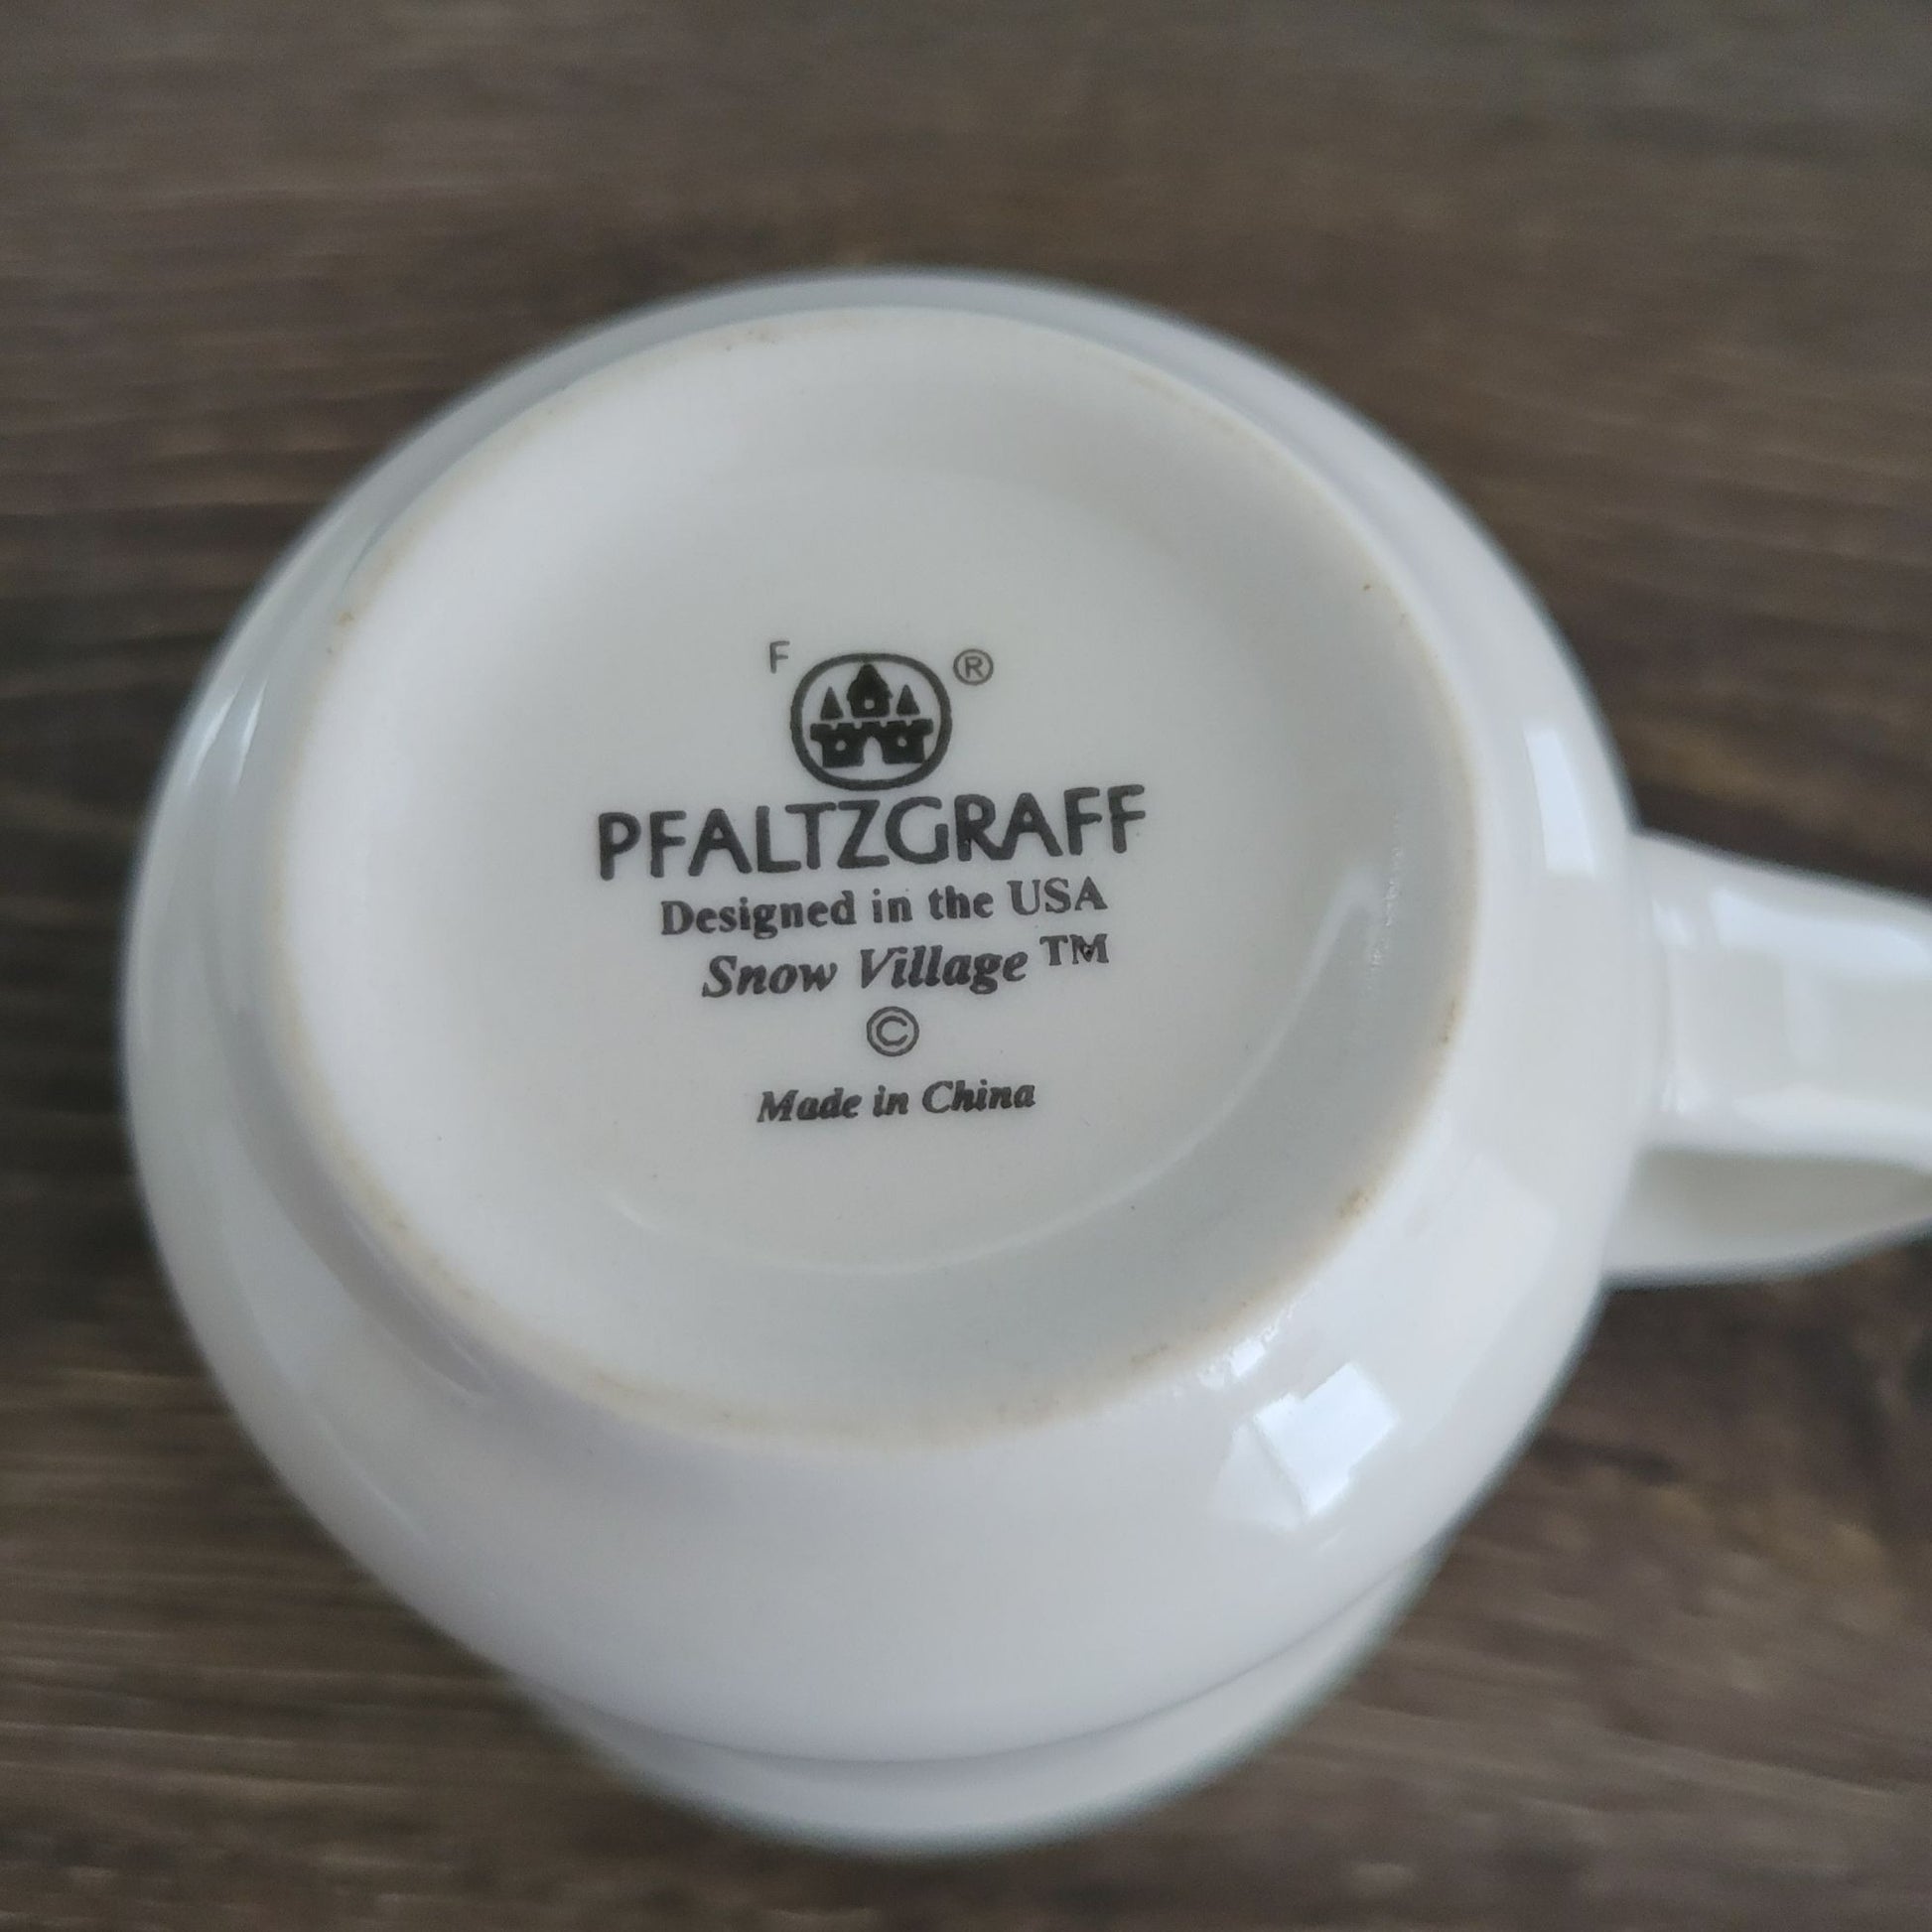 F ®
PFALTZGRAFF
Designed in the USA
Snow Village ™
©
Made in China